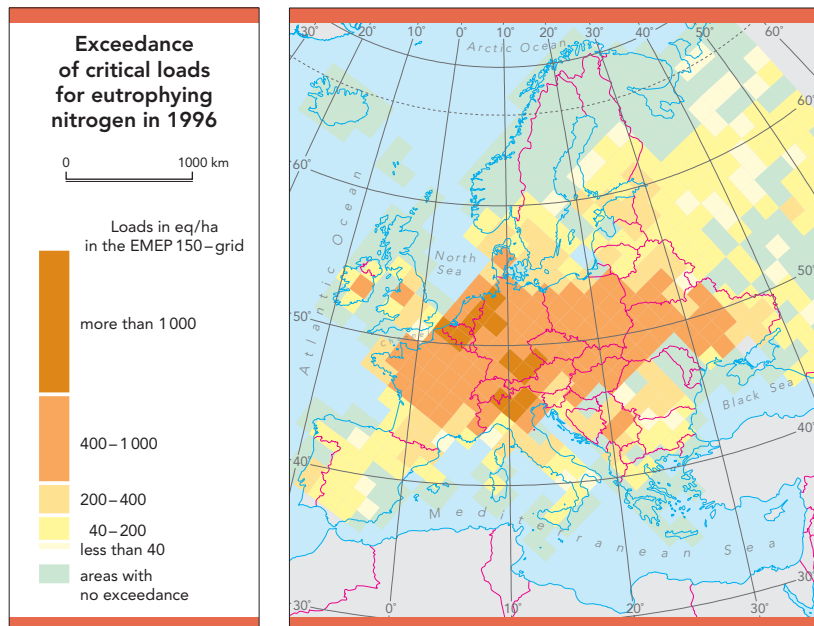 Exceedance
of critical loads
for eutrophying
nitrogen in 1996
0 1000 km
Loads in eq/ha
in the EMEP 150–grid
more than 1 000
400–1 000
200–400
40–200
less than 40
areas with
no exceedance
30° 20° 10° 0° 10° 20° 30° 40° 50° 60°
Arctic Ocean
60°
60°
Atlantic Ocean
North
Sea
50°
50°
Black Sea
40°
40°
Mediterranean Sea
30°
0° 10° 20° 30°
30°